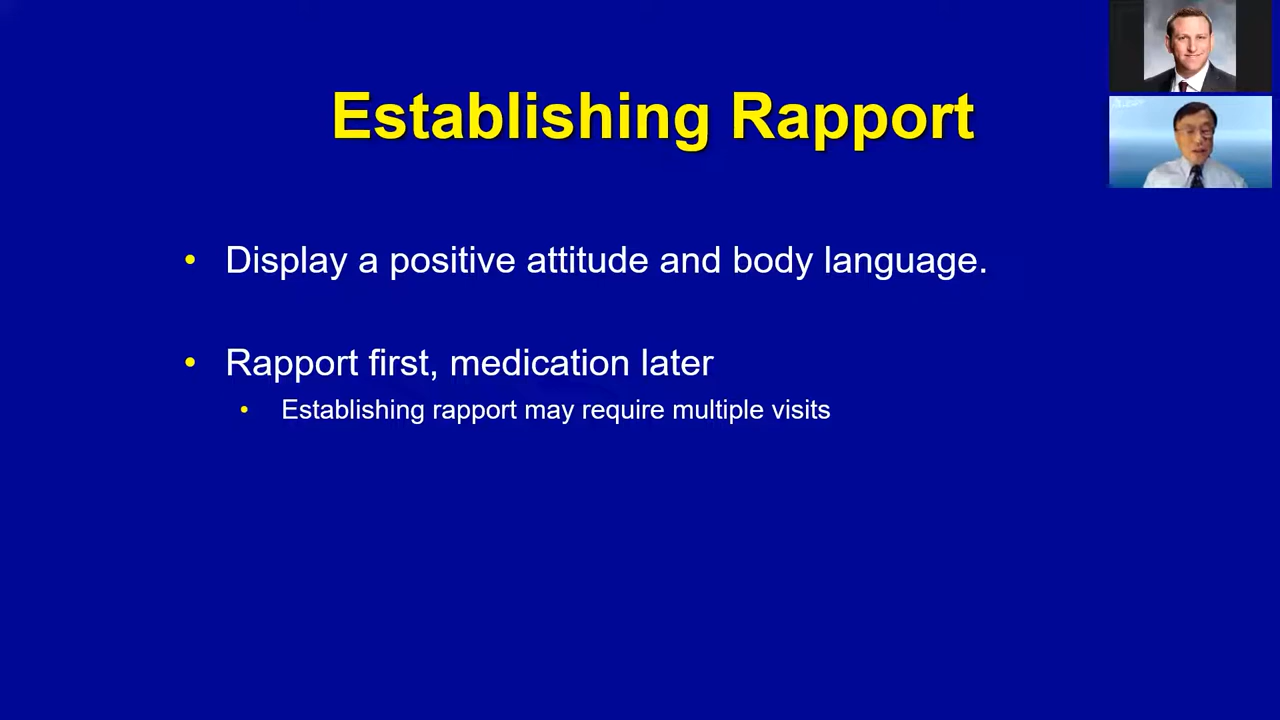 Establishing Rapport
• Display a positive attitude and body language.
• Rapport first, medication later
• Establishing rapport may require multiple visits